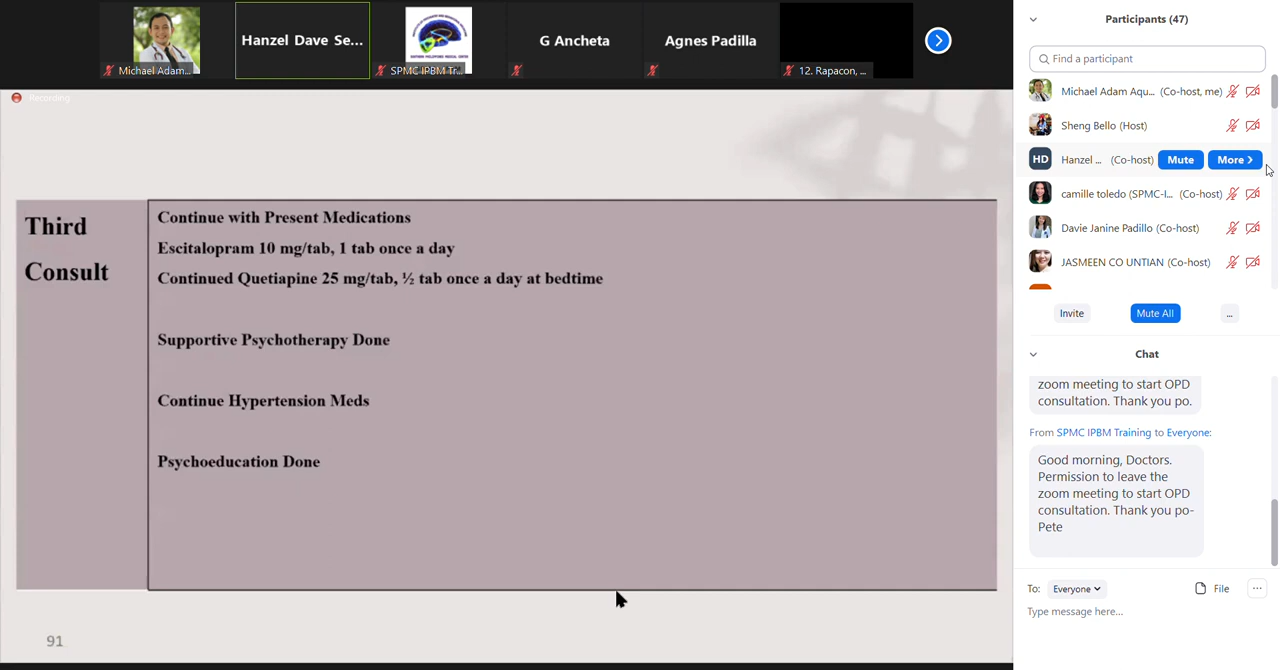 Michael Adam...
Hanzel Dave Se...
SPMC IPBM Tr...
G Ancheta
Agnes Padilla
12. Rapacon, ...
Recording
Third
Consult
Continue with Present Medications
Escitalopram 10 mg/tab, 1 tab once a day
Continued Quetiapine 25 mg/tab, ½ tab once a day at bedtime
Supportive Psychotherapy Done
Continue Hypertension Meds
Psychoeducation Done
91
Participants (47)
Find a participant
Michael Adam Aqu... (Co-host, me)
Sheng Bello (Host)
HD Hanzel ... (Co-host) Mute More >
camille toledo (SPMC-I... (Co-host)
Davie Janine Padillo (Co-host)
JASMEEN CO UNTIAN (Co-host)
Invite Mute All ...
Chat
zoom meeting to start OPD
consultation. Thank you po.
From SPMC IPBM Training to Everyone:
Good morning, Doctors.
Permission to leave the
zoom meeting to start OPD
consultation. Thank you po-
Pete
To: Everyone File ...
Type message here...